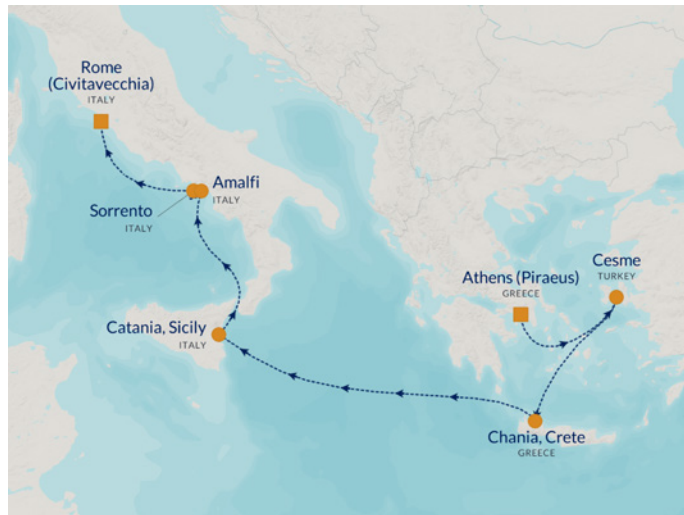 Rome
(Civitavecchia)
ITALY
Amalfi
ITALY
Sorrento
ITALY
Cesme
TURKEY
Athens (Piraeus)
GREECE
Catania, Sicily
ITALY
Chania, Crete
GREECE